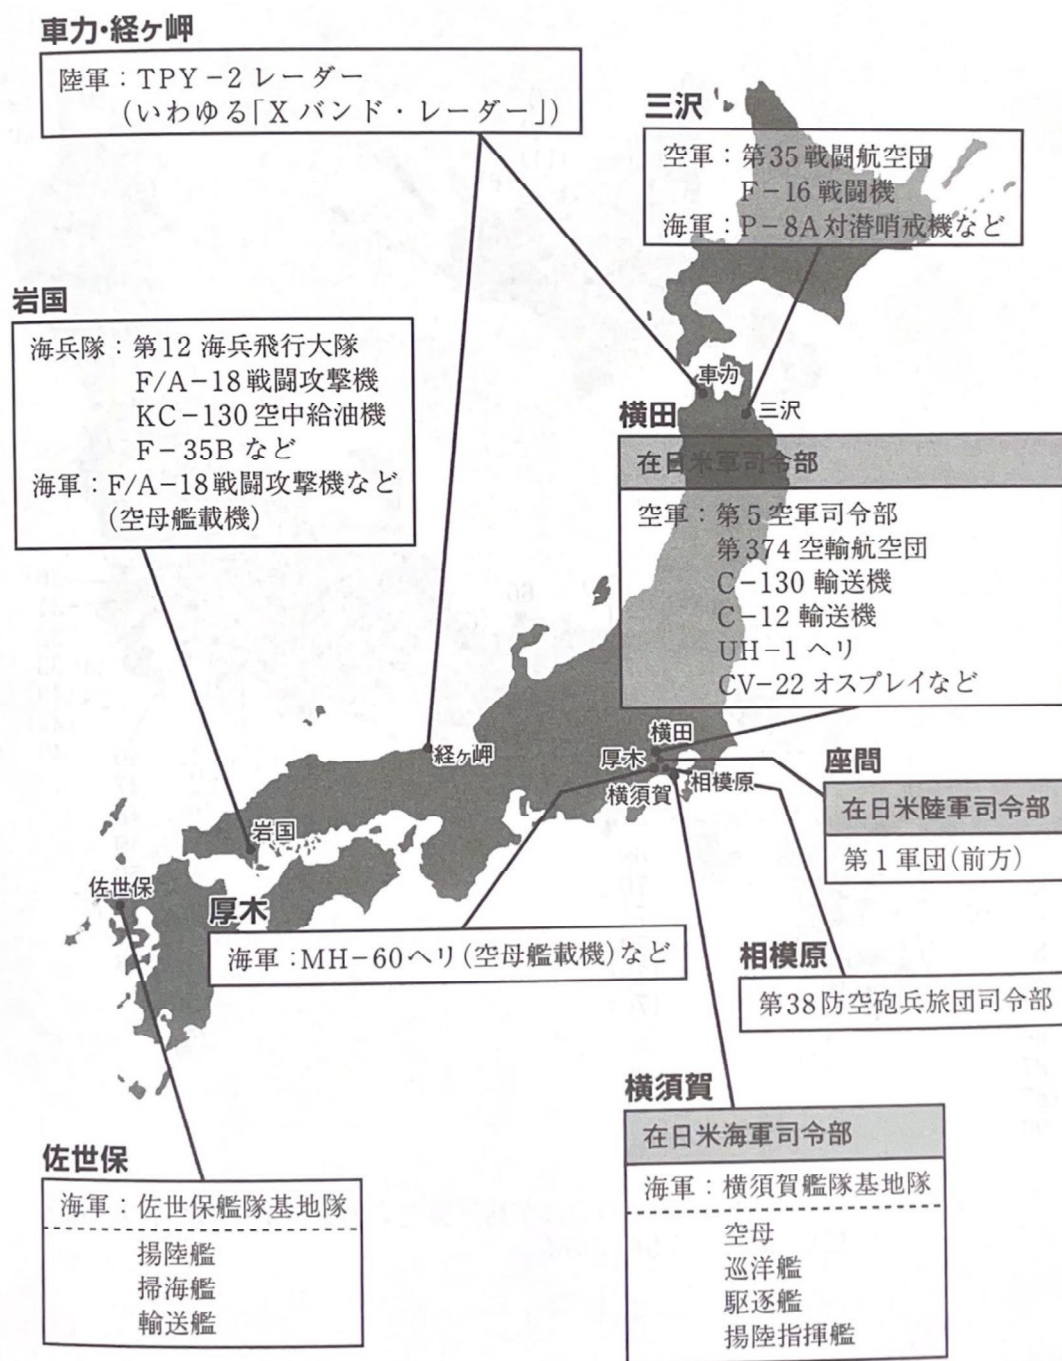 車力・経ヶ岬
陸軍：TPY－2 レーダー
(いわゆる「X バンド・レーダー」)
三沢
空軍：第35戦闘航空団
F－16 戦闘機
海軍：P－8A対潜哨戒機など
岩国
海兵隊：第12 海兵飛行大隊
F/A－18 戦闘攻撃機
KC－130 空中給油機
F－35B など
海軍：F/A－18戦闘攻撃機など
(空母艦載機)
車力
三沢
横田
在日米軍司令部
空軍：第5空軍司令部
第374 空輸航空団
C－130 輸送機
C－12 輸送機
UH－1 ヘリ
CV－22 オスプレイなど
経ヶ岬
横田
厚木
横須賀
相模原
座間
在日米陸軍司令部
第1軍団(前方)
岩国
佐世保
厚木
海軍：MH－60ヘリ(空母艦載機)など
相模原
第38防空砲兵旅団司令部
横須賀
在日米海軍司令部
海軍：横須賀艦隊基地隊
空母
巡洋艦
駆逐艦
揚陸指揮艦
佐世保
海軍：佐世保艦隊基地隊
揚陸艦
掃海艦
輸送艦